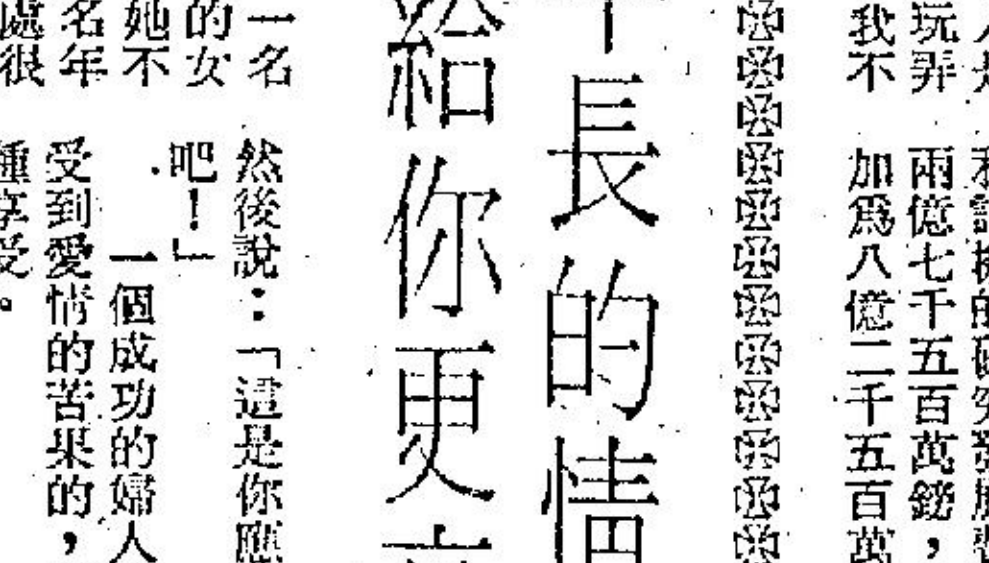 玩弄
我不
的
兩億七千五百萬鎊，
加爲八億二千五百萬
長的情
給你更
一名
的女
她不
名年
處很
然後說：「這是你應
吧！」
一個成功的婦人
受到愛情的苦果的，
種享受。